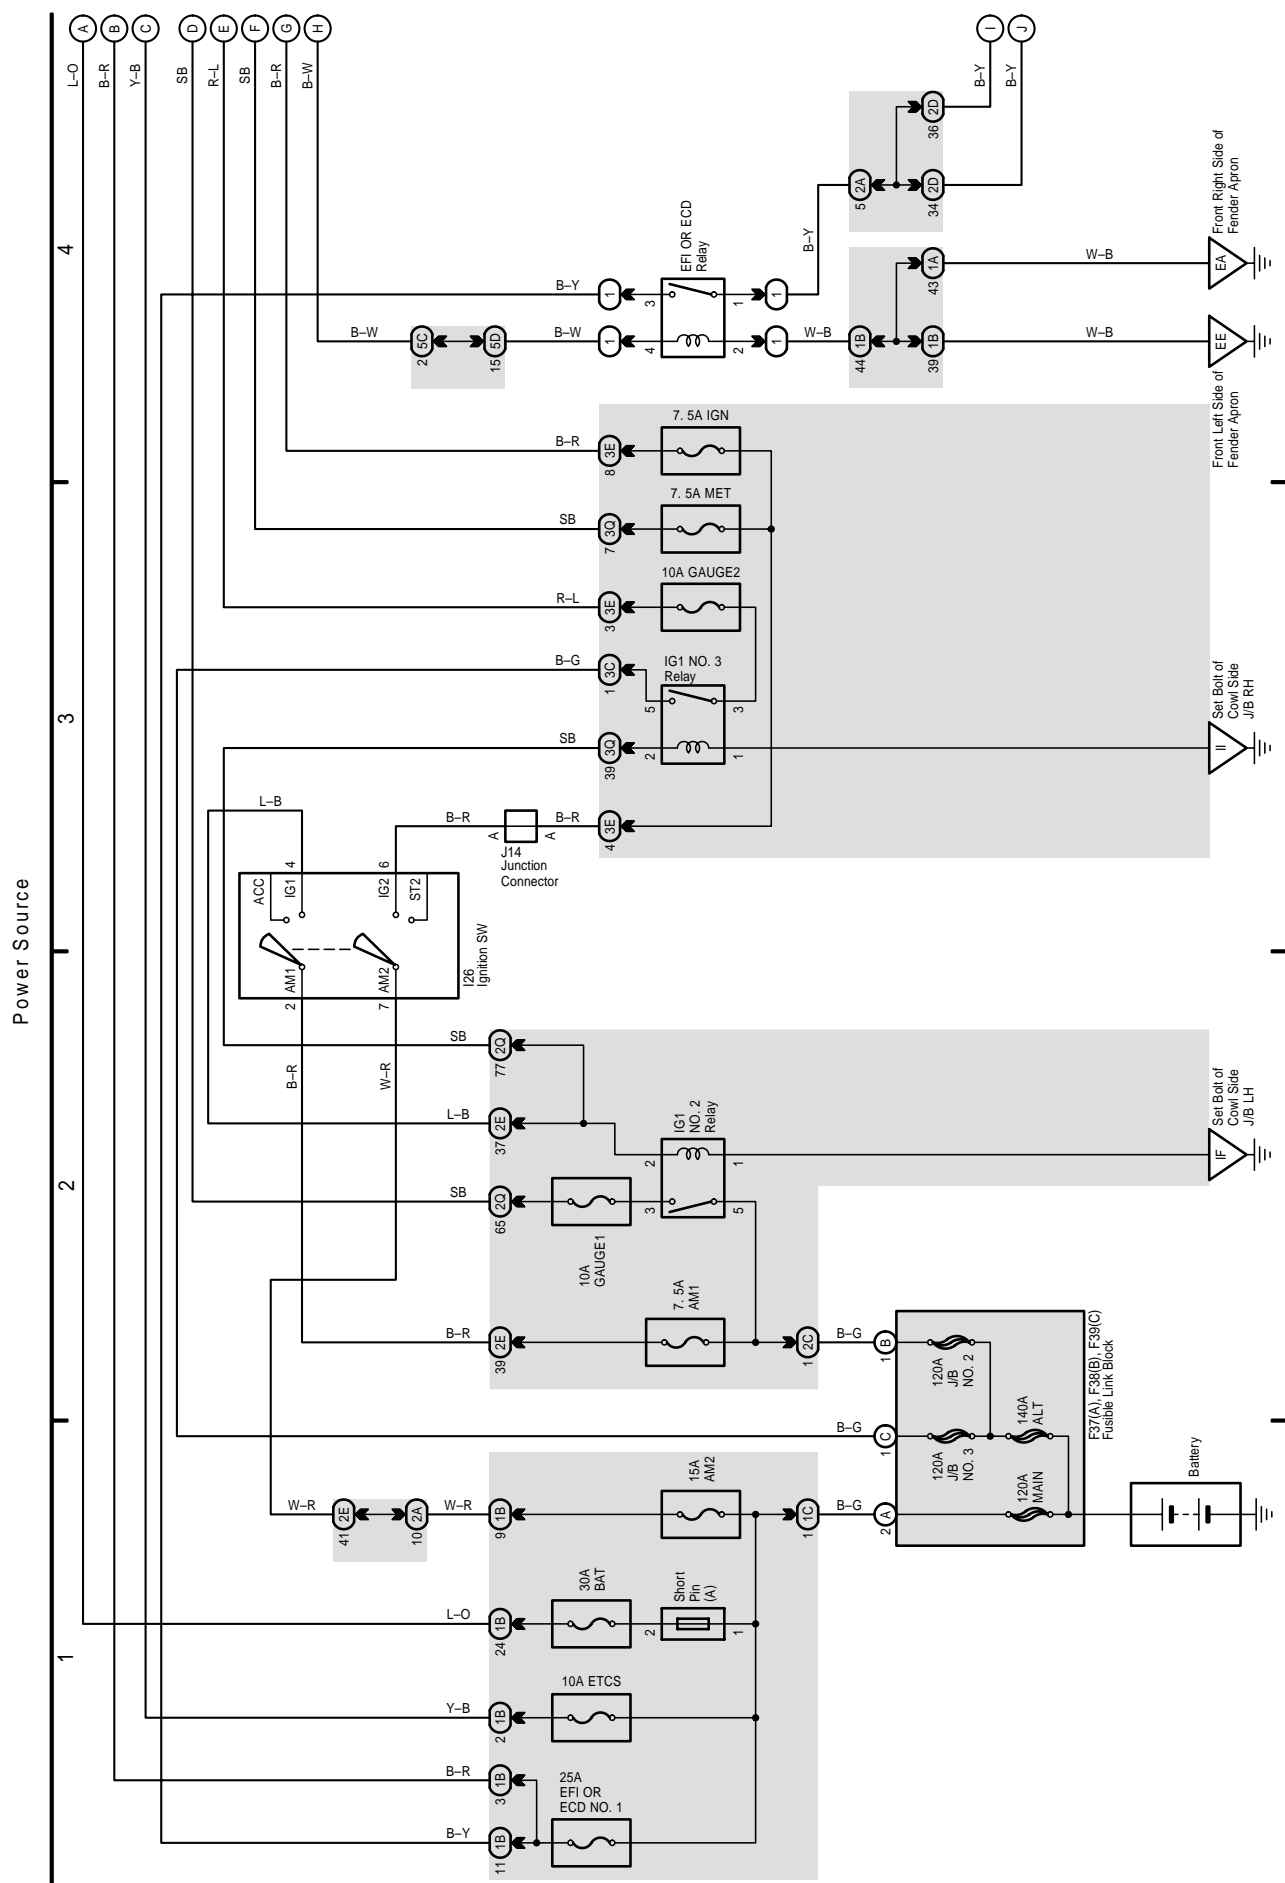 Power Source
1
2
3
4
A
B
C
D
E
F
G
H
I
J
L–O
B–R
Y–B
SB
R–L
SB
B–R
B–W
B–Y
B–Y
B–Y
11
1B
B–R
3
1B
Y–B
2
1B
L–O
24
1B
W–R
41
2E
10
2A
W–R
9
1B
25A
EFI OR
ECD NO. 1
10A ETCS
30A
BAT
2
Short
Pin
(A)
1
15A
AM2
1
1C
B–G
2
A
B–G
1
C
B–G
1
B
120A
MAIN
140A
ALT
120A
J/B
NO. 3
120A
J/B
NO. 2
F37(A), F38(B), F39(C)
Fusible Link Block
Battery
B–R
39
2E
SB
65
2Q
L–B
37
2E
SB
77
2Q
7. 5A
AM1
1
2C
10A
GAUGE1
3
5
2
1
IG1
NO. 2
Relay
IF
Set Bolt of
Cowl Side
J/B LH
B–R
W–R
2
AM1
7
AM2
ACC
IG1
4
IG2
6
ST2
I26
Ignition SW
L–B
B–R
A
A
B–R
J14
Junction
Connector
4
3E
SB
39
3Q
B–G
1
3C
R–L
3
3E
SB
7
3Q
B–R
8
3E
2
1
5
3
IG1 NO. 3
Relay
10A GAUGE2
7. 5A MET
7. 5A IGN
II
Set Bolt of
Cowl Side
J/B RH
B–W
2
5C
15
5D
B–W
1
4
2
1
B–Y
1
3
1
1
EFI OR ECD
Relay
W–B
44
1B
39
1B
43
1A
W–B
W–B
EE
Front Left Side of
Fender Apron
EA
Front Right Side of
Fender Apron
B–Y
5
2A
34
2D
36
2D
B–Y
B–Y